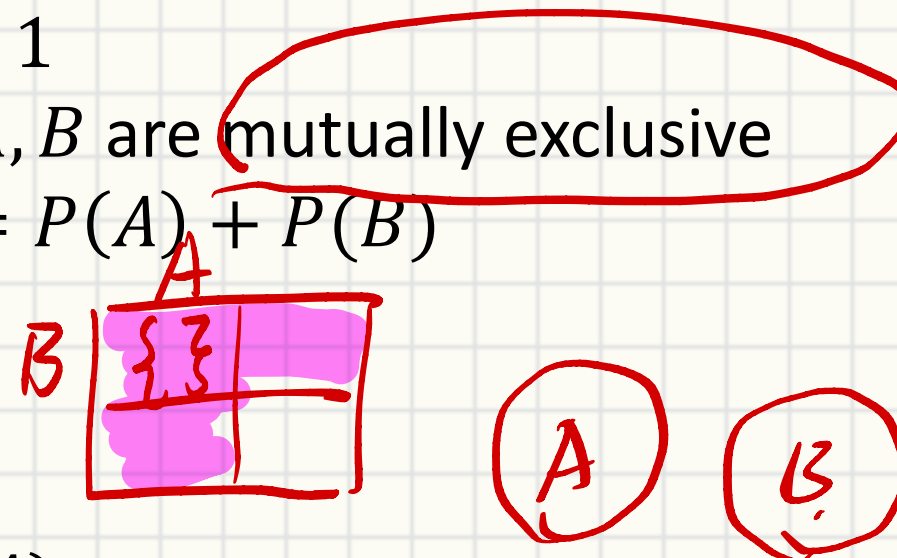 1
, B are mutually exclusive
= P(A) + P(B)
A
B { }
A B